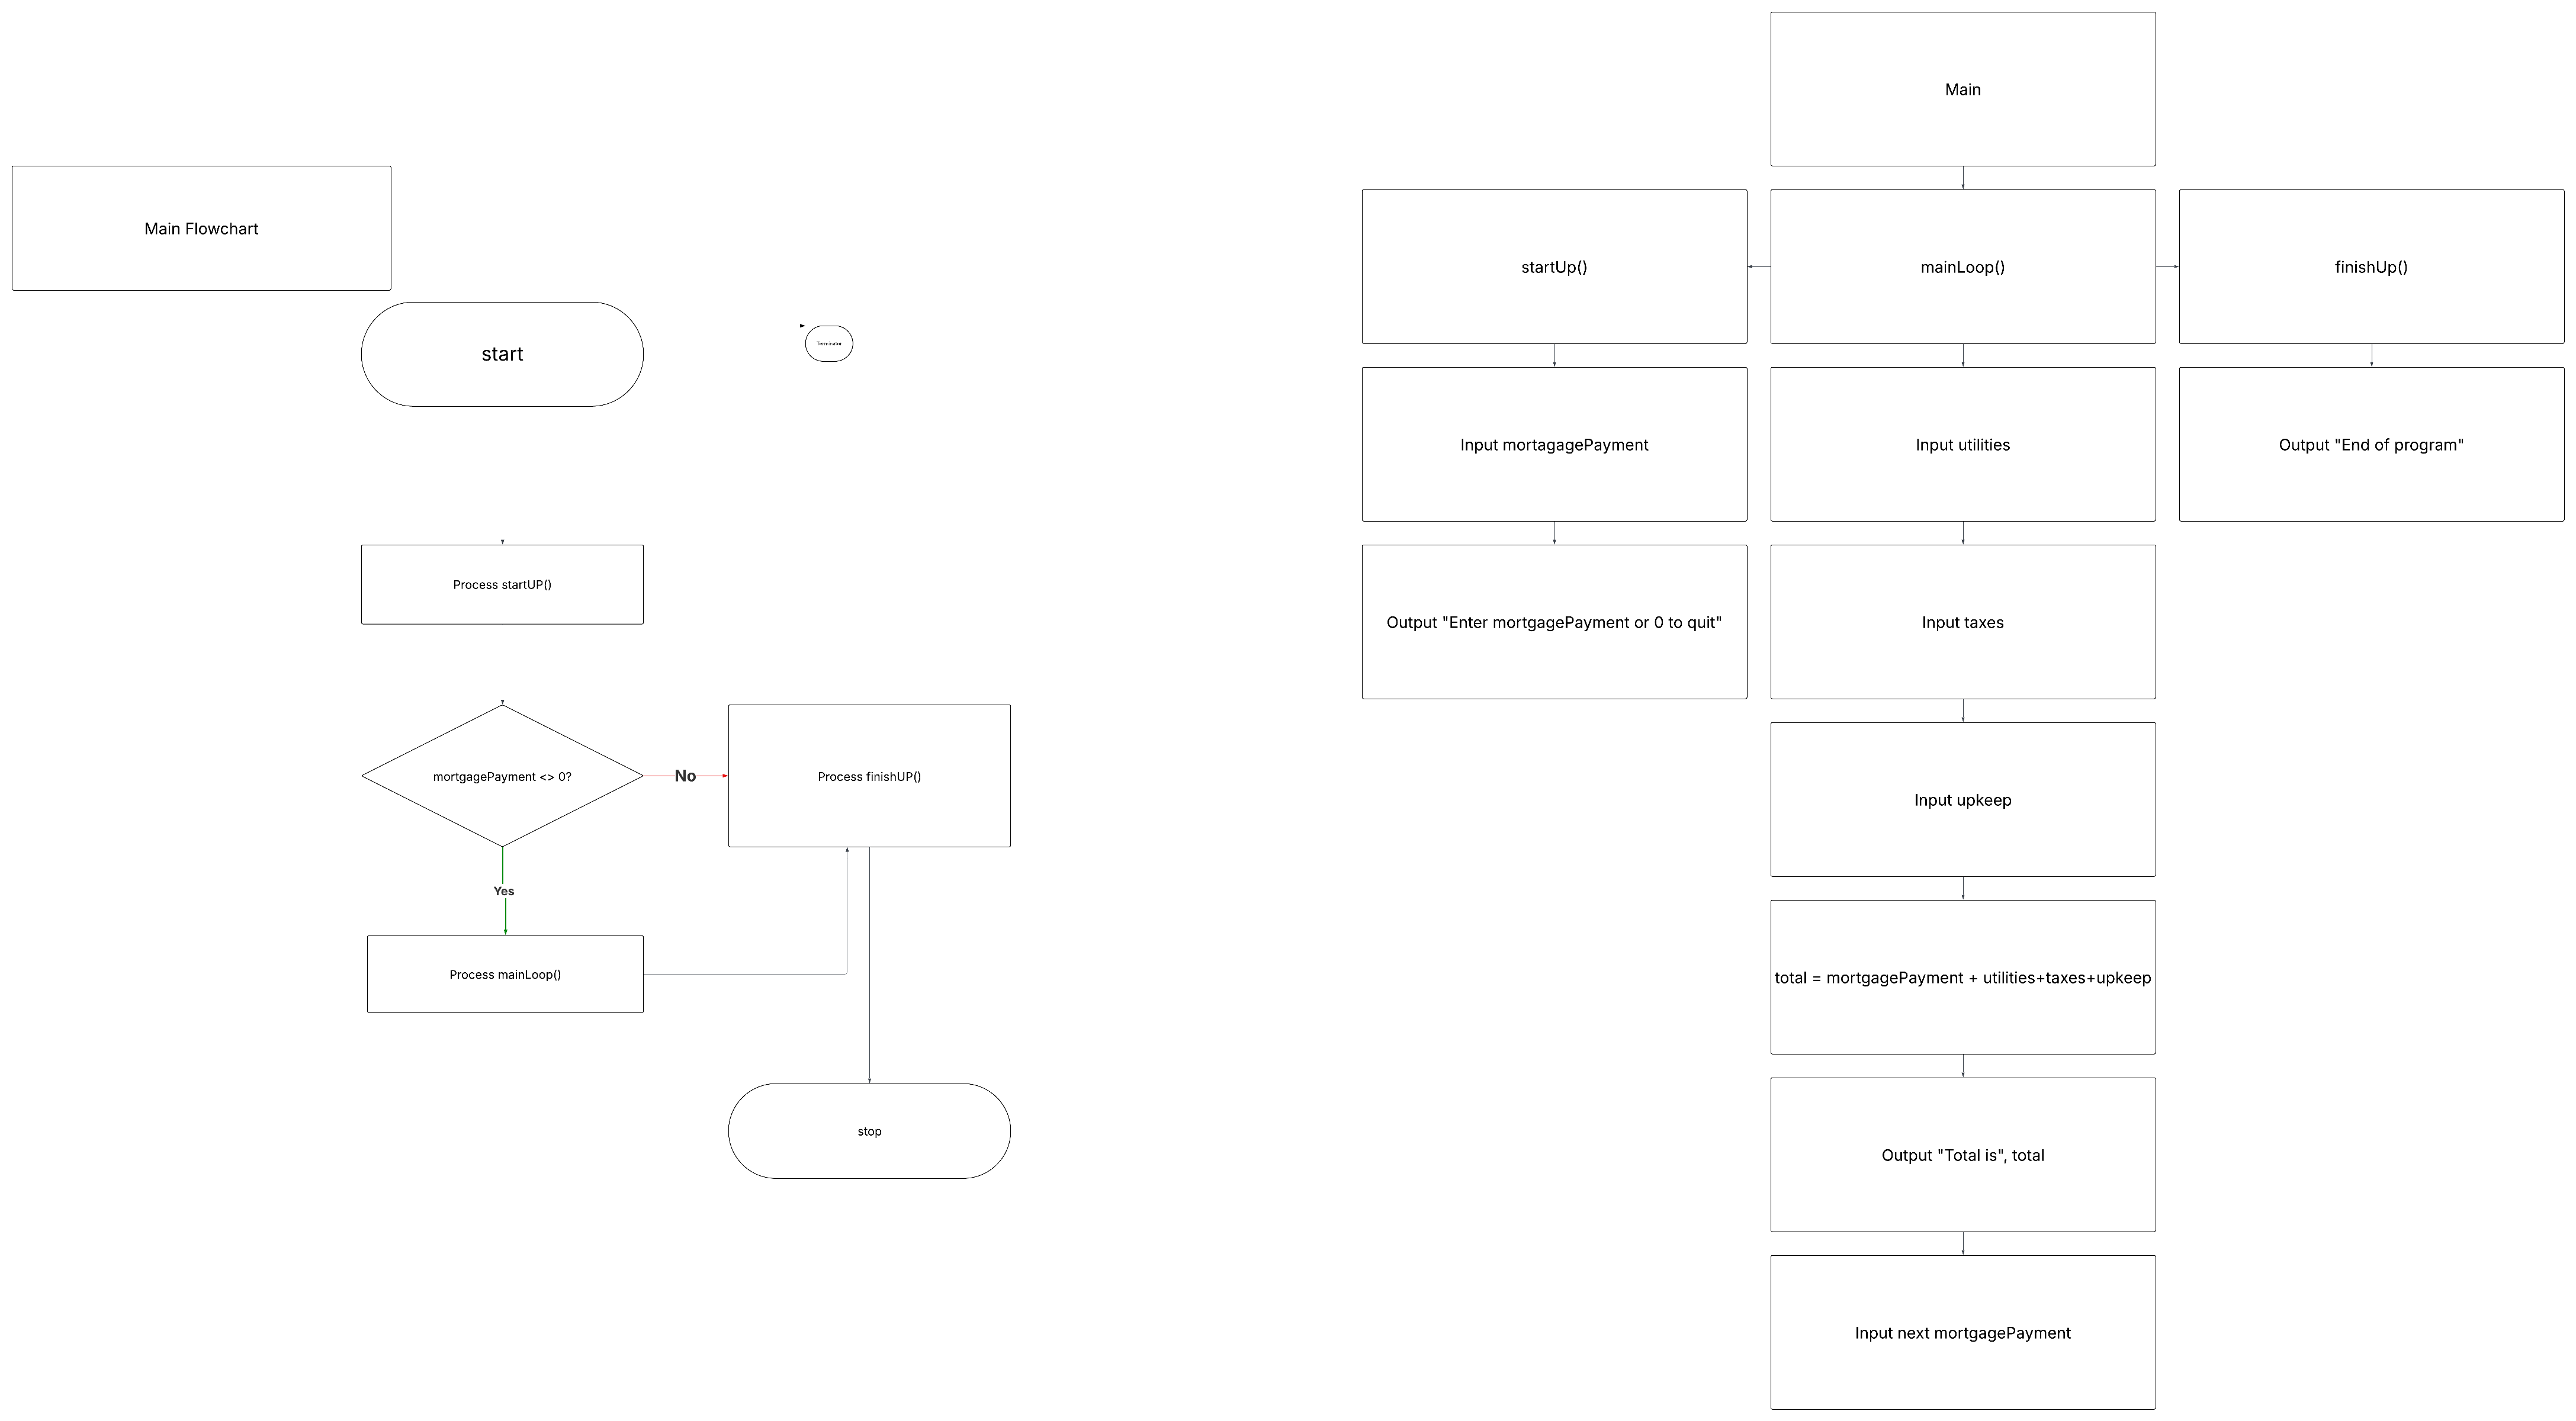 Main Flowchart
start
Terminator
Process startUP()
mortgagePayment <> 0?
No
Process finishUP()
Yes
Process mainLoop()
stop
Main
startUp()
mainLoop()
finishUp()
Input mortagagePayment
Input utilities
Output "End of program"
Output "Enter mortgagePayment or 0 to quit"
Input taxes
Input upkeep
total = mortgagePayment + utilities+taxes+upkeep
Output "Total is", total
Input next mortgagePayment